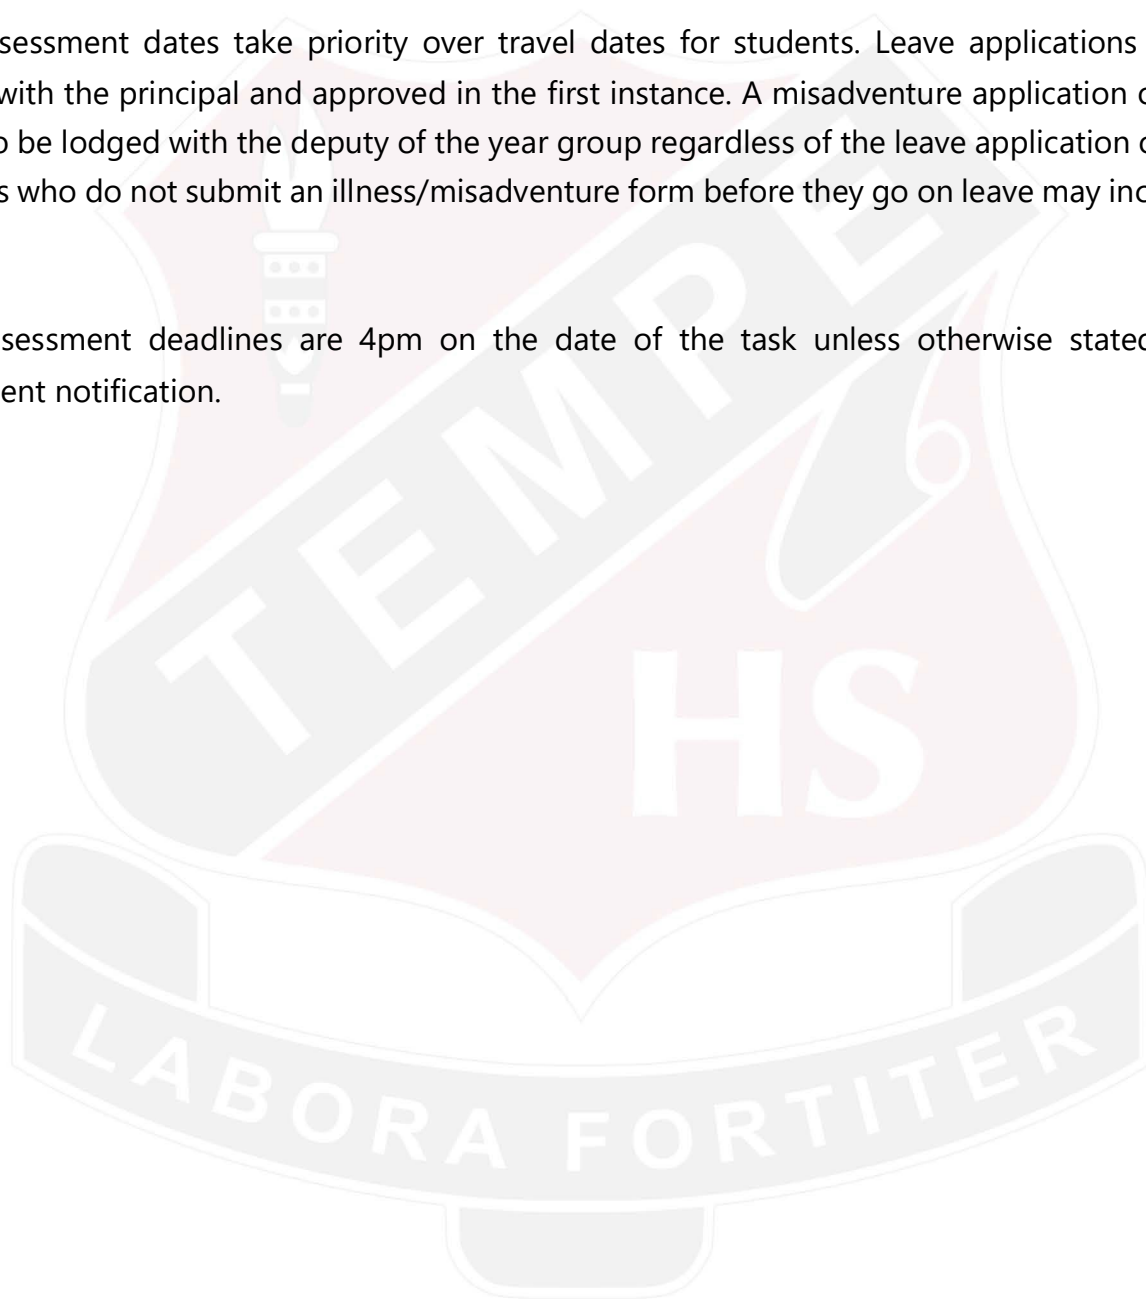 sessment dates take priority over travel dates for students. Leave applications
with the principal and approved in the first instance. A misadventure application
be lodged with the deputy of the year group regardless of the leave application
who do not submit an illness/misadventure form before they go on leave may
sessment deadlines are 4pm on the date of the task unless otherwise stated
ent notification.
TEMPE
HS
LABORA FORTITER